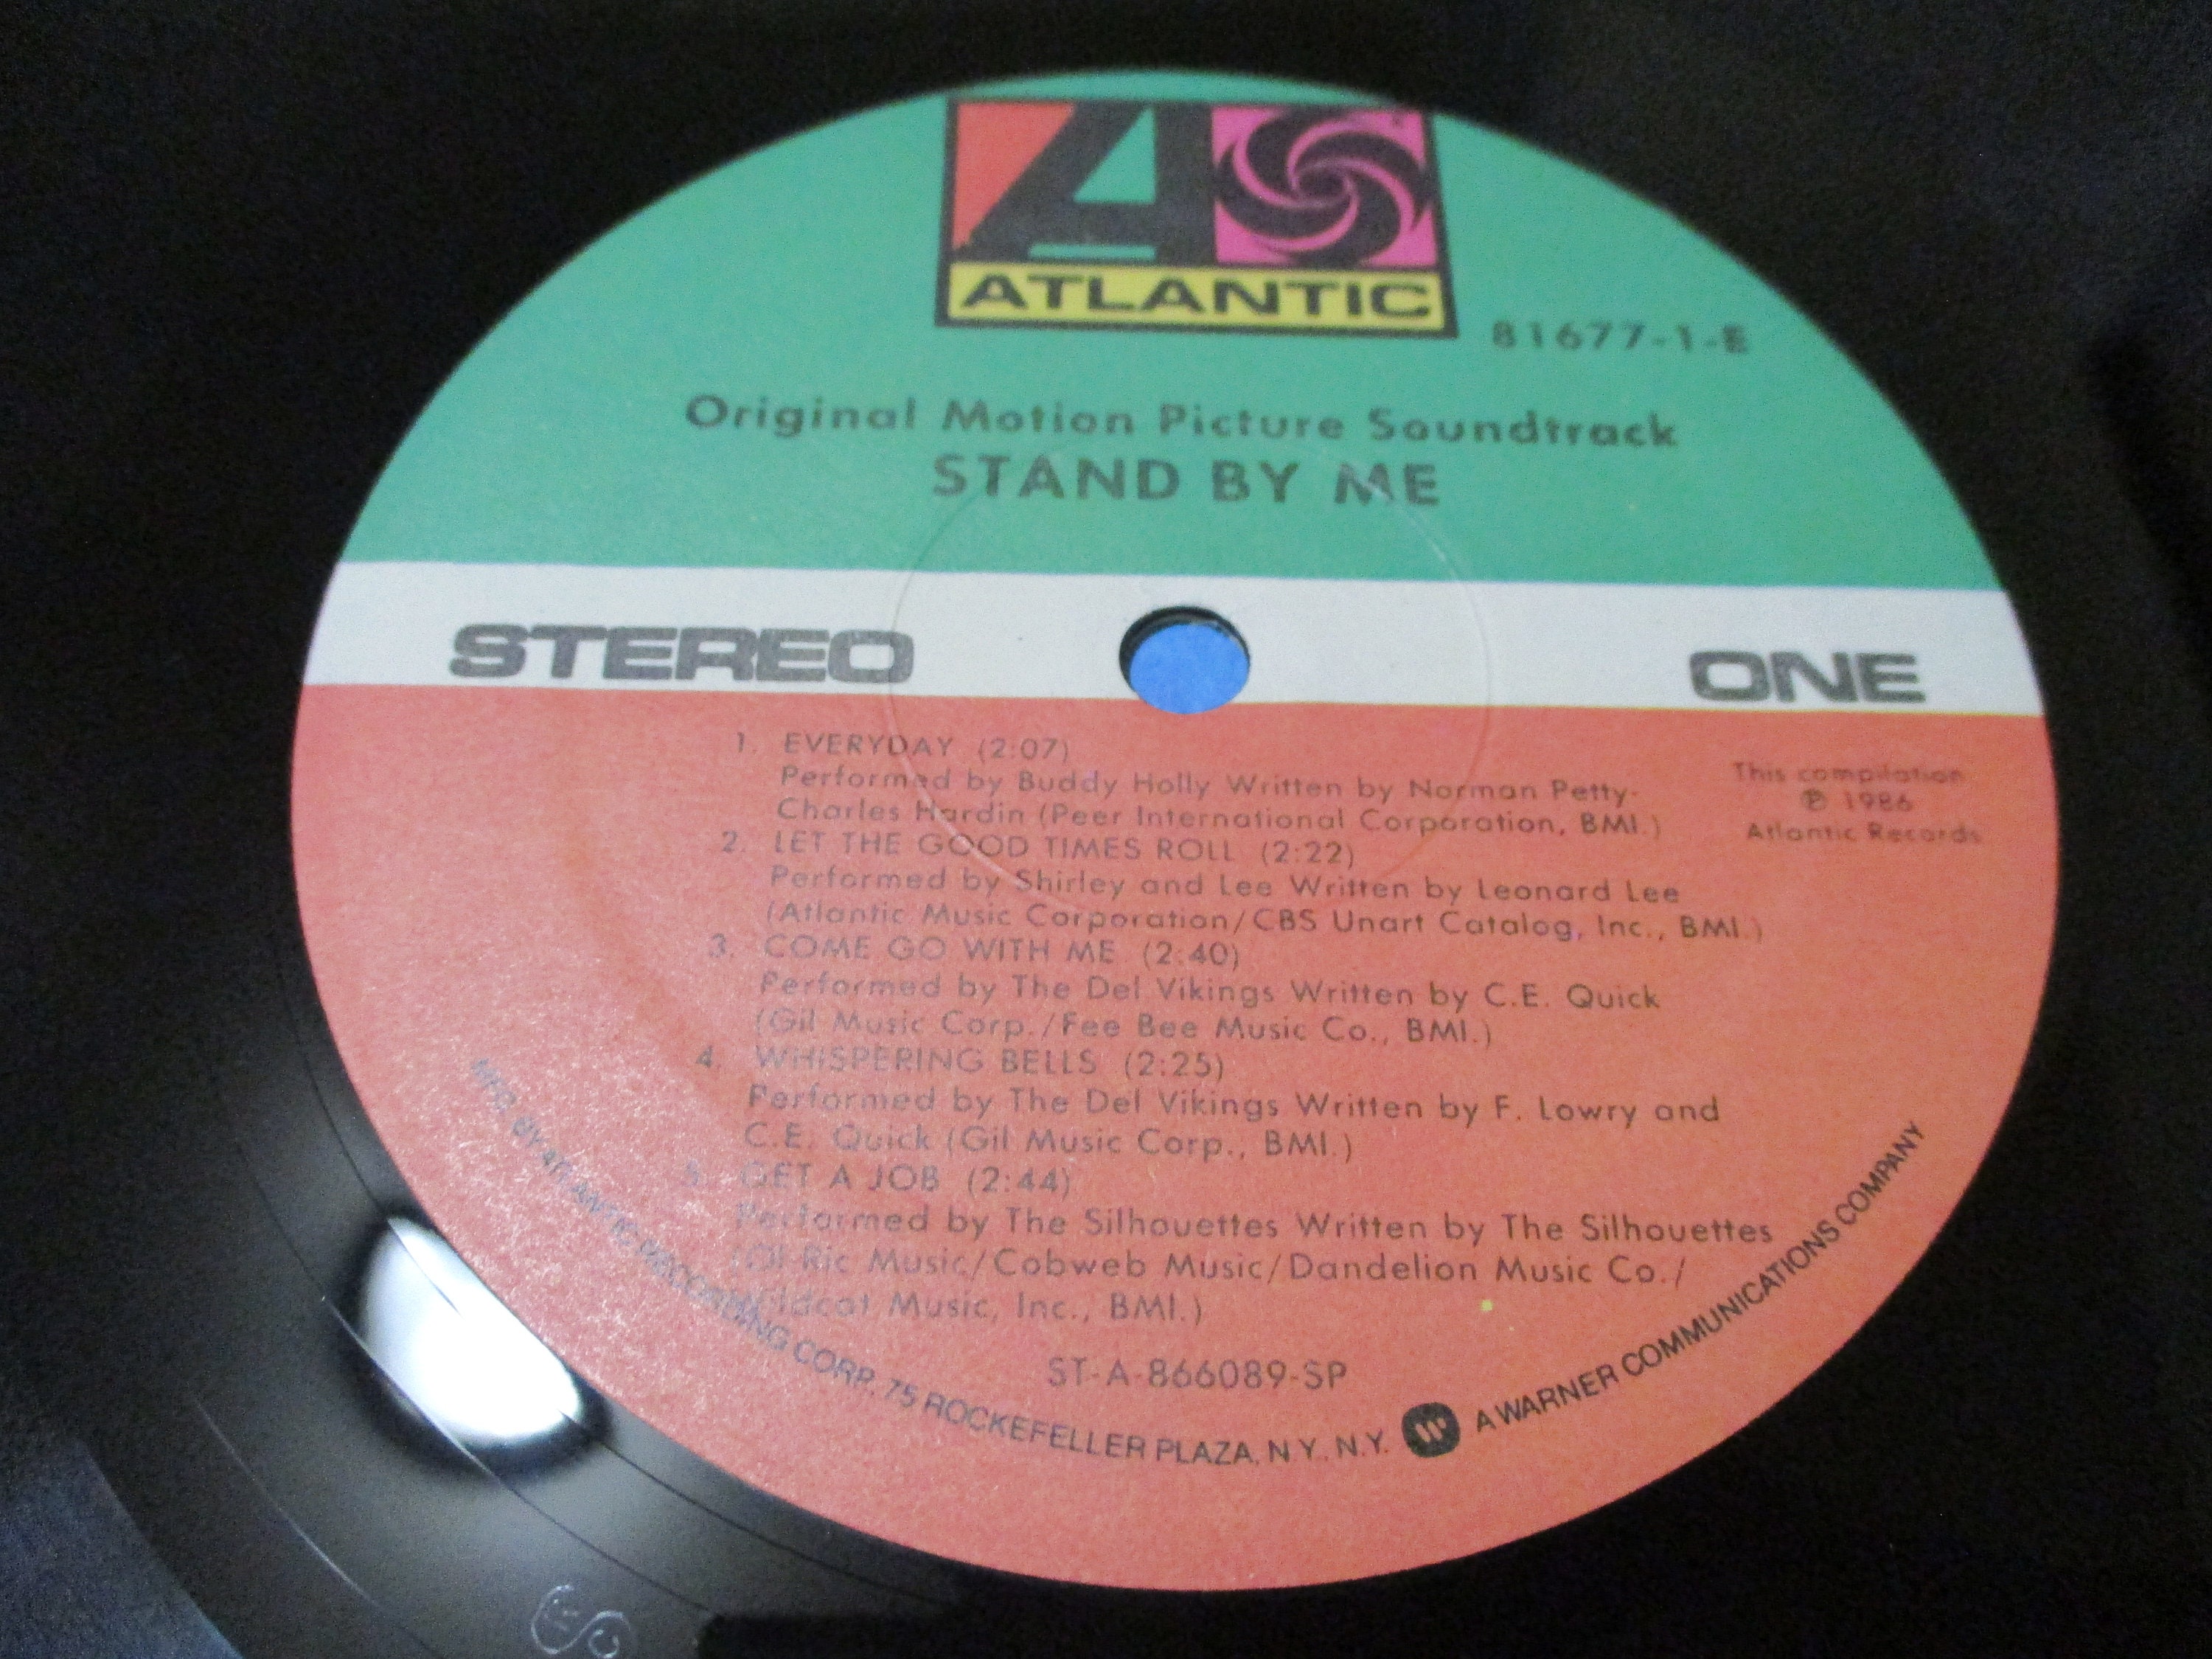 ATLANTIC
81677-1-E
Original Motion Picture Soundtrack
STAND BY ME
STEREO
ONE
1. EVERYDAY (2:07)
Performed by Buddy Holly Written by Norman Petty-
Charles Hardin (Peer International Corporation, BMI.)
2. LET THE GOOD TIMES ROLL (2:22)
Performed by Shirley and Lee Written by Leonard Lee
(Atlantic Music Corporation/CBS Unart Catalog, Inc., BMI.)
3. COME GO WITH ME (2:40)
Performed by The Del Vikings Written by C.E. Quick
(Gil Music Corp./Fee Bee Music Co., BMI.)
4. WHISPERING BELLS (2:25)
Performed by The Del Vikings Written by F. Lowry and
C.E. Quick (Gil Music Corp., BMI.)
5. GET A JOB (2:44)
Performed by The Silhouettes Written by The Silhouettes
(Ol Ric Music/Cobweb Music/Dandelion Music Co./
Wildcat Music, Inc., BMI.)
This compilation
℗ 1986
Atlantic Records
ST-A-866089-SP
MFG. BY ATLANTIC RECORDING CORP. 75 ROCKEFELLER PLAZA, N.Y. N.Y. A WARNER COMMUNICATIONS COMPANY